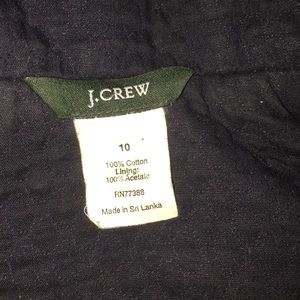 J.CREW
10
100% Cotton
Lining:
100% Acetate
RN77388
Made in Sri Lanka